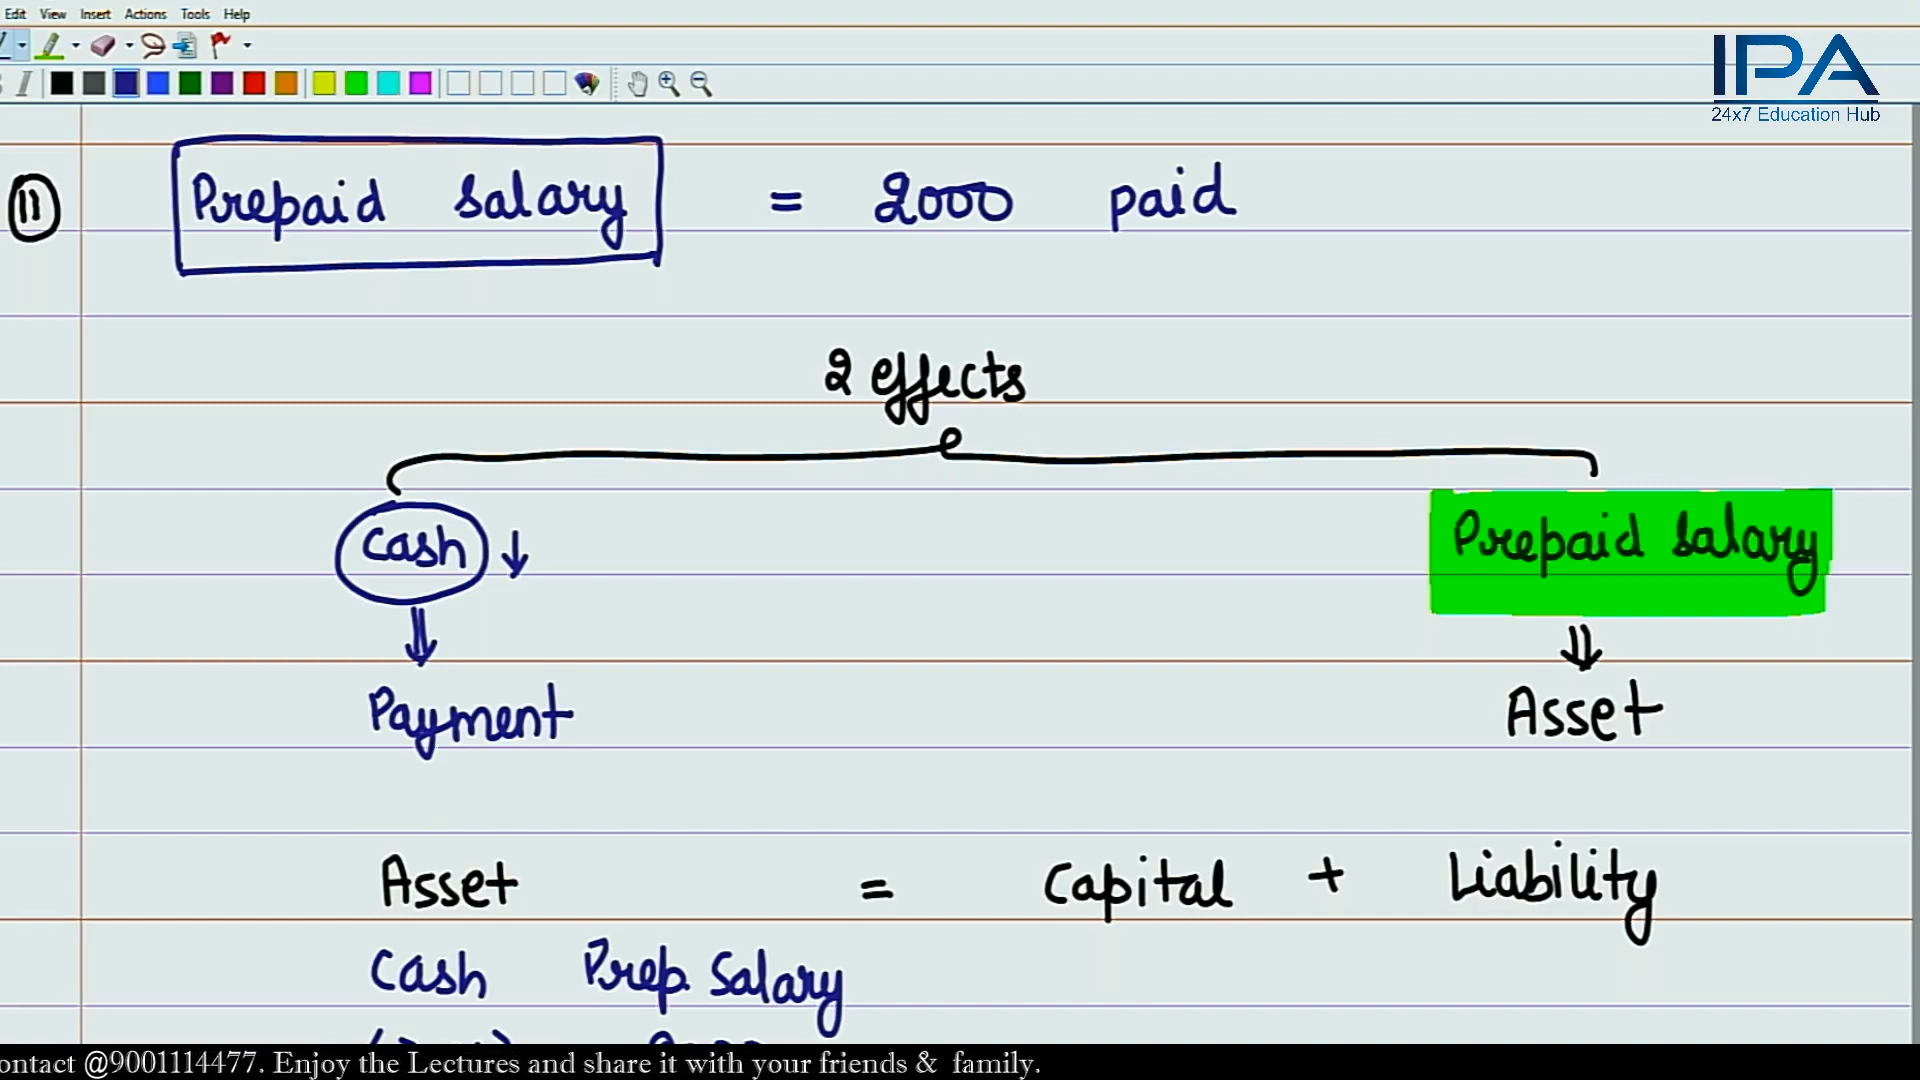 Edit View Insert Actions Tools Help
IPA
24x7 Education Hub
11 Prepaid Salary = 2000 paid
2 effects
Cash ↓ Prepaid Salary
Payment Asset
Asset = Capital + Liability
Cash Prep. Salary
ontact @9001114477. Enjoy the Lectures and share it with your friends & family.